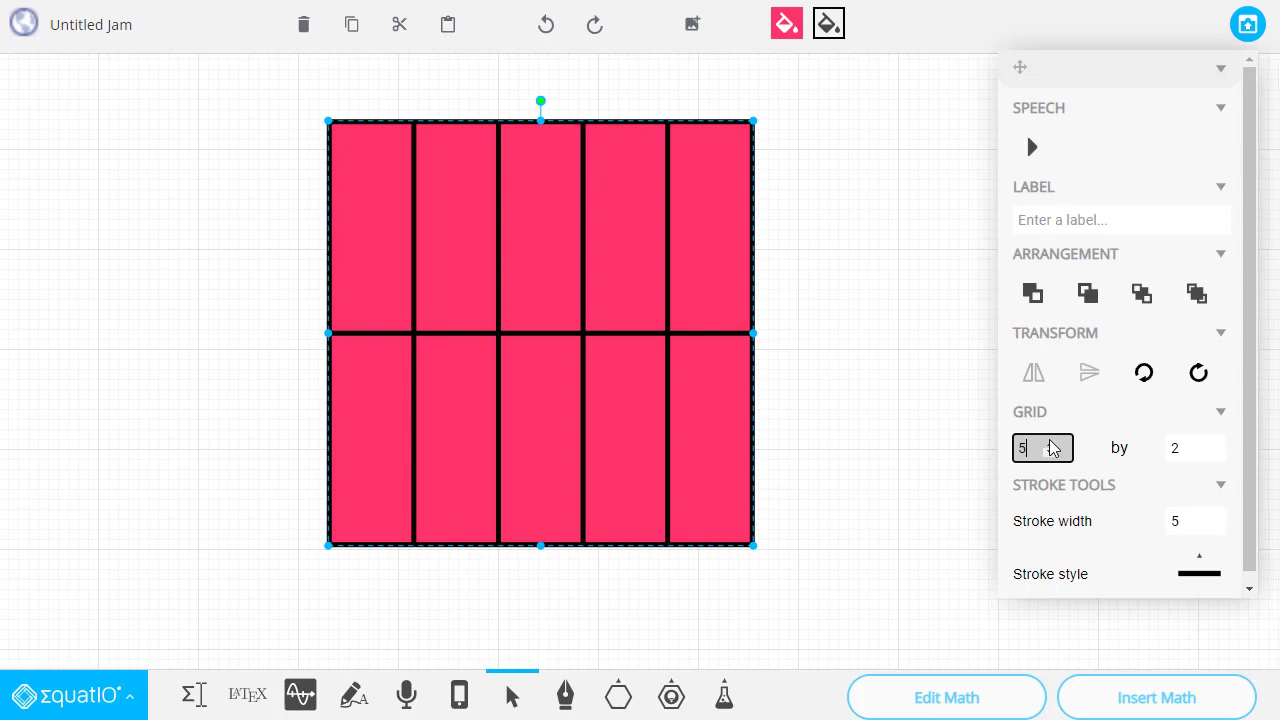 Untitled Jam
SPEECH
LABEL
Enter a label...
ARRANGEMENT
TRANSFORM
GRID
5 by 2
STROKE TOOLS
Stroke width 5
Stroke style
ΣquatIO®
Σ LATEX A Edit Math Insert Math